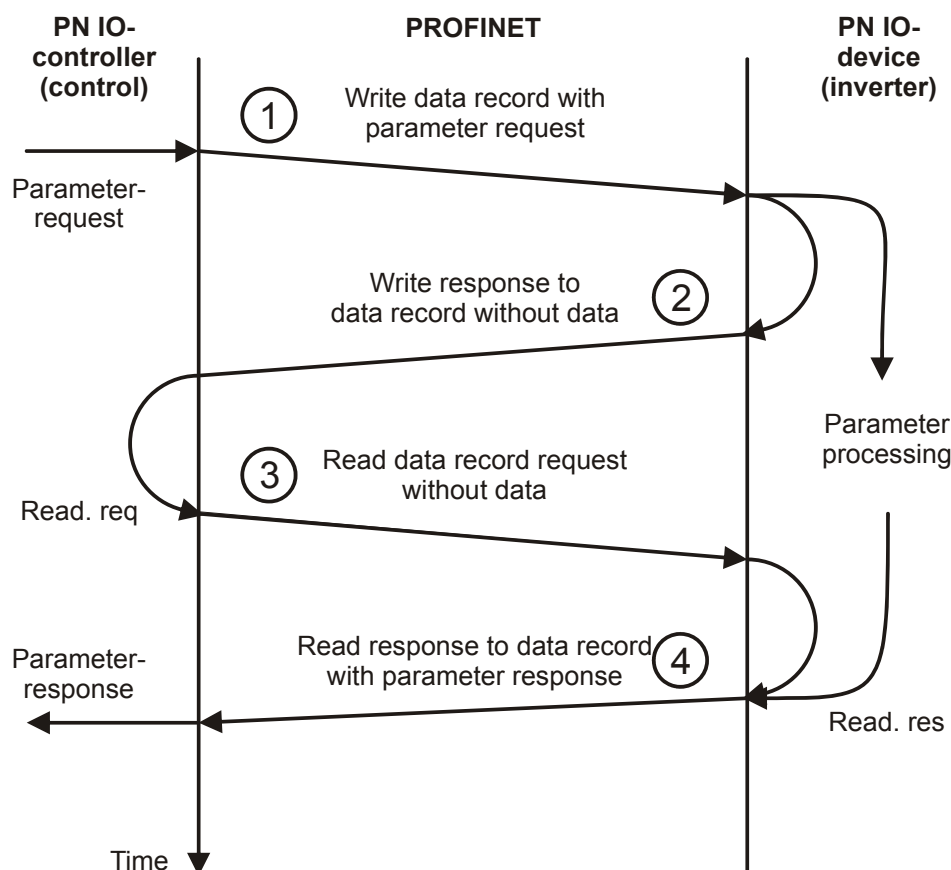 PN IO-
controller
(control)
PROFINET
PN IO-
device
(inverter)
1
Write data record with
parameter request
Parameter-
request
Write response to
data record without data
2
Parameter
processing
3
Read data record request
without data
Read. req
Read response to data record
with parameter response
4
Parameter-
response
Read. res
Time